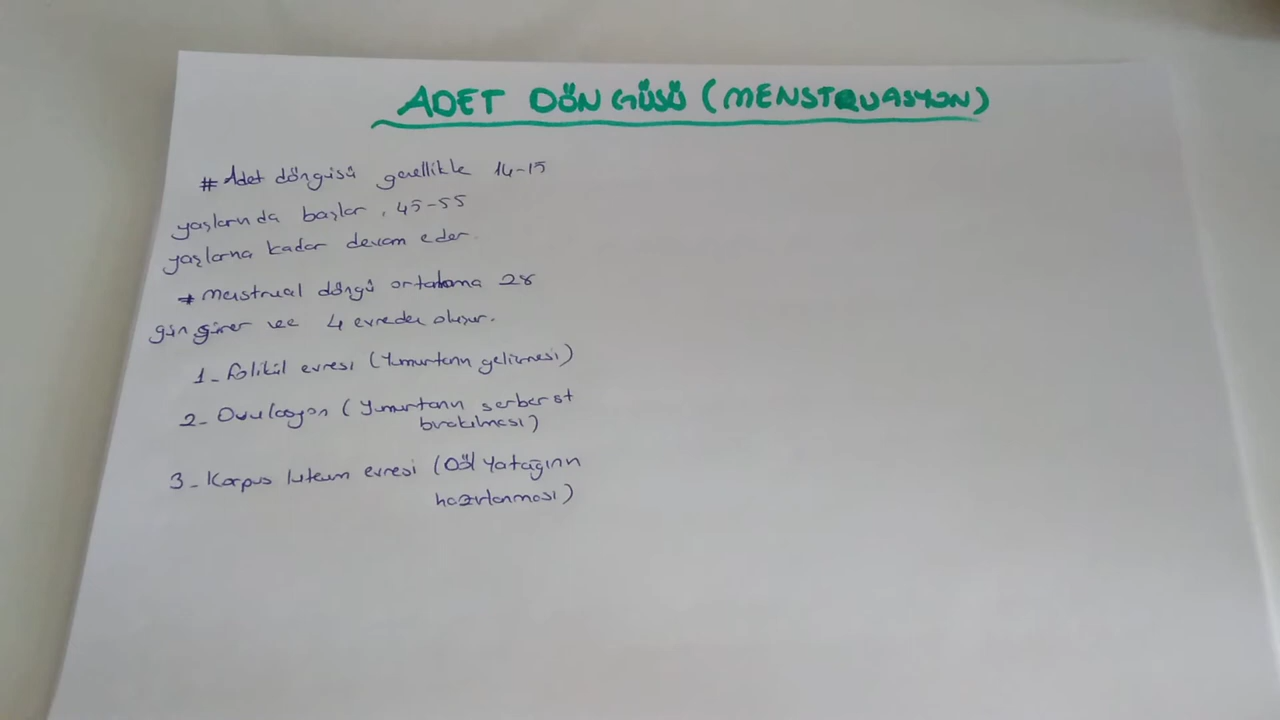 ADET DÖNGÜSÜ (MENSTRUASYON)
# Adet döngüsü genellikle 14-15
yaşlarında başlar, 45-55
yaşlarına kadar devam eder.
* menstrual döngü ortalama 28
gün sürer ve 4 evreden oluşur.
1- Folikül evresi (Yumurtanın gelişmesi)
2- Ovulasyon (Yumurtanın serberst
bırakılması)
3- Korpus luteum evresi (Döl Yatağının
hazırlanması)